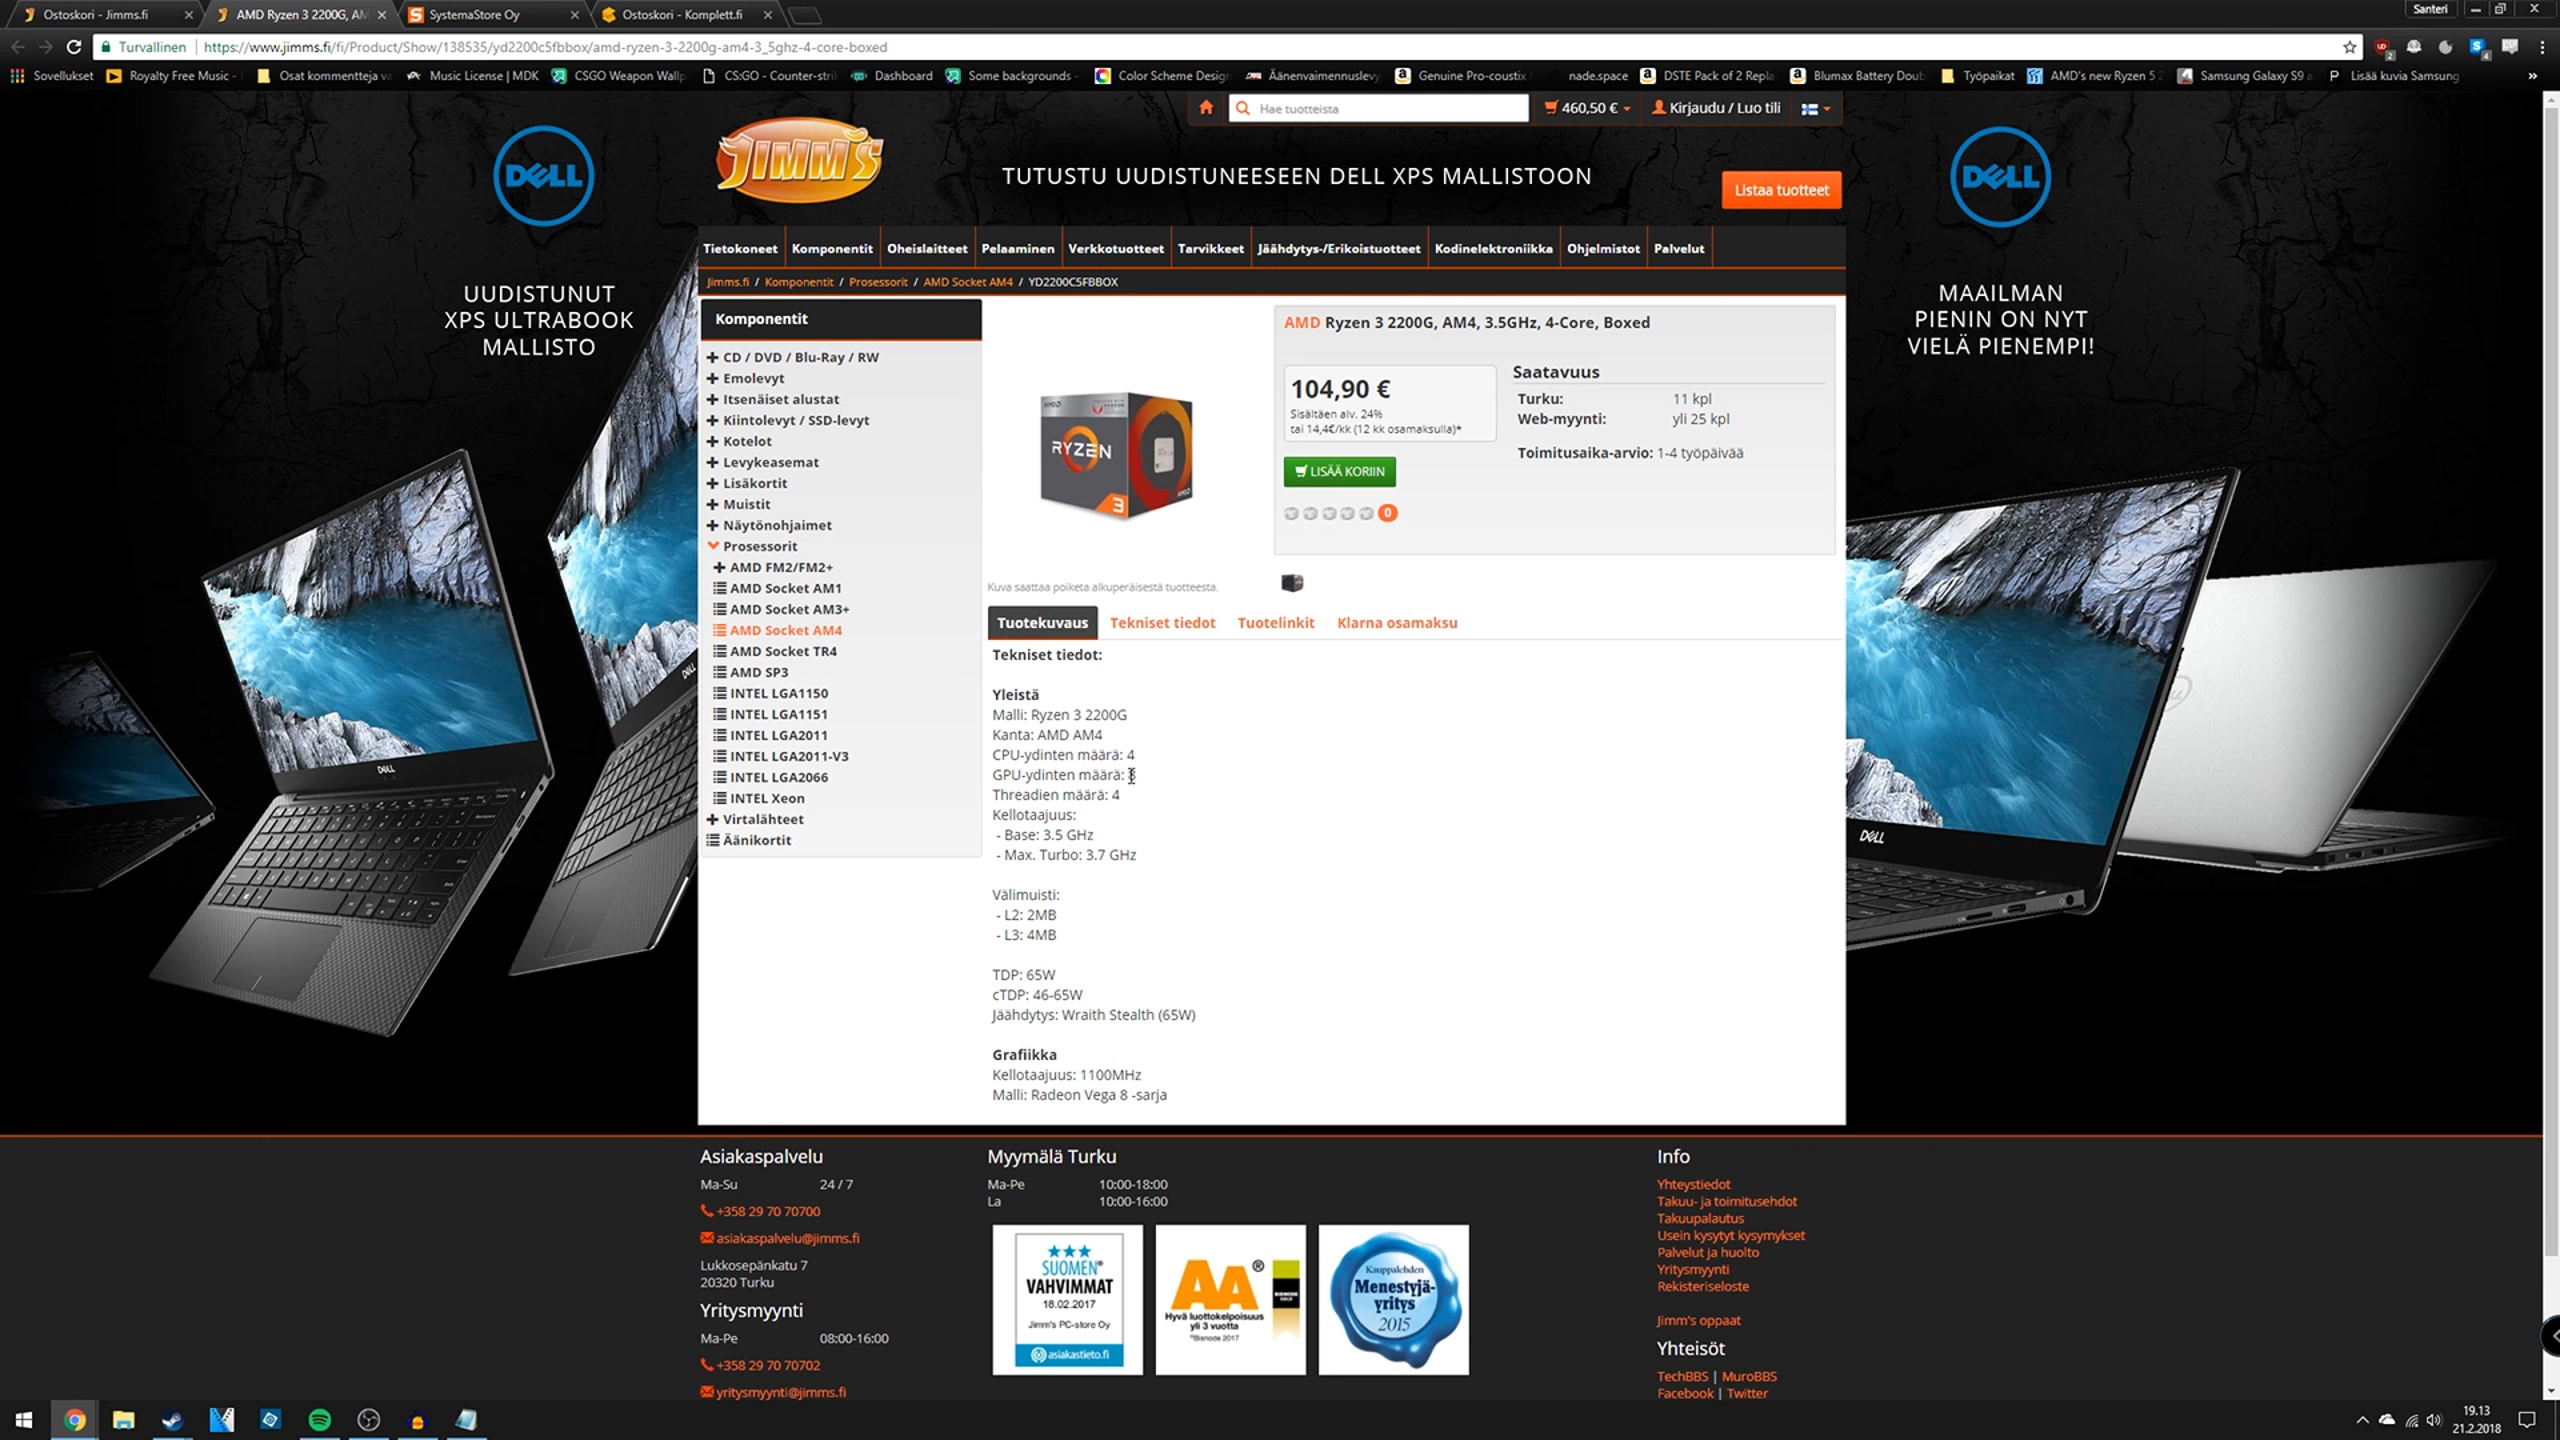 Ostoskori - Jimms.fi
AMD Ryzen 3 2200G, AM
SystemaStore Oy
Ostoskori - Komplett.fi
Santeri
Turvallinen
https://www.jimms.fi/fi/Product/Show/138535/yd2200c5fbbox/amd-ryzen-3-2200g-am4-3_5ghz-4-core-boxed
Sovellukset
Royalty Free Music -
Osat kommentteja va
Music License | MDK
CSGO Weapon Wallp
CS:GO - Counter-stri
Dashboard
Some backgrounds -
Color Scheme Design
Äänenvaimennuslevy
Genuine Pro-coustix
node.space
DSTE Pack of 2 Repla
Blumax Battery Doub
Työpaikat
AMD's new Ryzen 5 2
Samsung Galaxy S9 a
Lisää kuvia Samsung
Hae tuotteista
460,50 €
Kirjaudu / Luo tili
DELL
JIMM'S
TUTUSTU UUDISTUNEESEEN DELL XPS MALLISTOON
Listaa tuotteet
DELL
Tietokoneet
Komponentit
Oheislaitteet
Pelaaminen
Verkkotuotteet
Tarvikkeet
Jäähdytys-/Erikoistuotteet
Kodinelektroniikka
Ohjelmistot
Palvelut
UUDISTUNUT
XPS ULTRABOOK
MALLISTO
MAAILMAN
PIENIN ON NYT
VIELÄ PIENEMPI!
Jimms.fi / Komponentit / Prosessorit / AMD Socket AM4 / YD2200C5FBBOX
Komponentit
CD / DVD / Blu-Ray / RW
Emolevyt
Itsenäiset alustat
Kiintolevyt / SSD-levyt
Kotelot
Levykeasemat
Lisäkortit
Muistit
Näytönohjaimet
Prosessorit
AMD FM2/FM2+
AMD Socket AM1
AMD Socket AM3+
AMD Socket AM4
AMD Socket TR4
AMD SP3
INTEL LGA1150
INTEL LGA1151
INTEL LGA2011
INTEL LGA2011-V3
INTEL LGA2066
INTEL Xeon
Virtalähteet
Äänikortit
AMD
RYZEN
3
AMD Ryzen 3 2200G, AM4, 3.5GHz, 4-Core, Boxed
104,90 €
Sisältäen alv. 24%
tai 14,4€/kk (12 kk osamaksulla)*
LISÄÄ KORIIN
0
Saatavuus
Turku: 11 kpl
Web-myynti: yli 25 kpl
Toimitusaika-arvio: 1-4 työpäivää
Kuva saattaa poiketa alkuperäisestä tuotteesta.
Tuotekuvaus
Tekniset tiedot
Tuotelinkit
Klarna osamaksu
Tekniset tiedot:
Yleistä
Malli: Ryzen 3 2200G
Kanta: AMD AM4
CPU-ydinten määrä: 4
GPU-ydinten määrä:
Threadien määrä: 4
Kellotaajuus:
- Base: 3.5 GHz
- Max. Turbo: 3.7 GHz
Välimuisti:
- L2: 2MB
- L3: 4MB
TDP: 65W
cTDP: 46-65W
Jäähdytys: Wraith Stealth (65W)
Grafiikka
Kellotaajuus: 1100MHz
Malli: Radeon Vega 8 -sarja
DELL
DELL
DELL
Asiakaspalvelu
Ma-Su 24 / 7
+358 29 70 70700
asiakaspalvelu@jimms.fi
Lukkosepänkatu 7
20320 Turku
Yritysmyynti
Ma-Pe 08:00-16:00
+358 29 70 70702
yritysmyynti@jimms.fi
Myymälä Turku
Ma-Pe 10:00-18:00
La 10:00-16:00
SUOMEN®
VAHVIMMAT
18.02.2017
Jimm's PC-store Oy
asiakastieto.fi
AA®
Hyvä luottokelpoisuus
yli 3 vuotta
©Bisnode 2017
BISNODE
GOLD
Kauppalehden
Menestyjä-
yritys
2015
Info
Yhteystiedot
Takuu- ja toimitusehdot
Takuupalautus
Usein kysytyt kysymykset
Palvelut ja huolto
Yritysmyynti
Rekisteriseloste
Jimm's oppaat
Yhteisöt
TechBBS | MuroBBS
Facebook | Twitter
19.13
21.2.2018